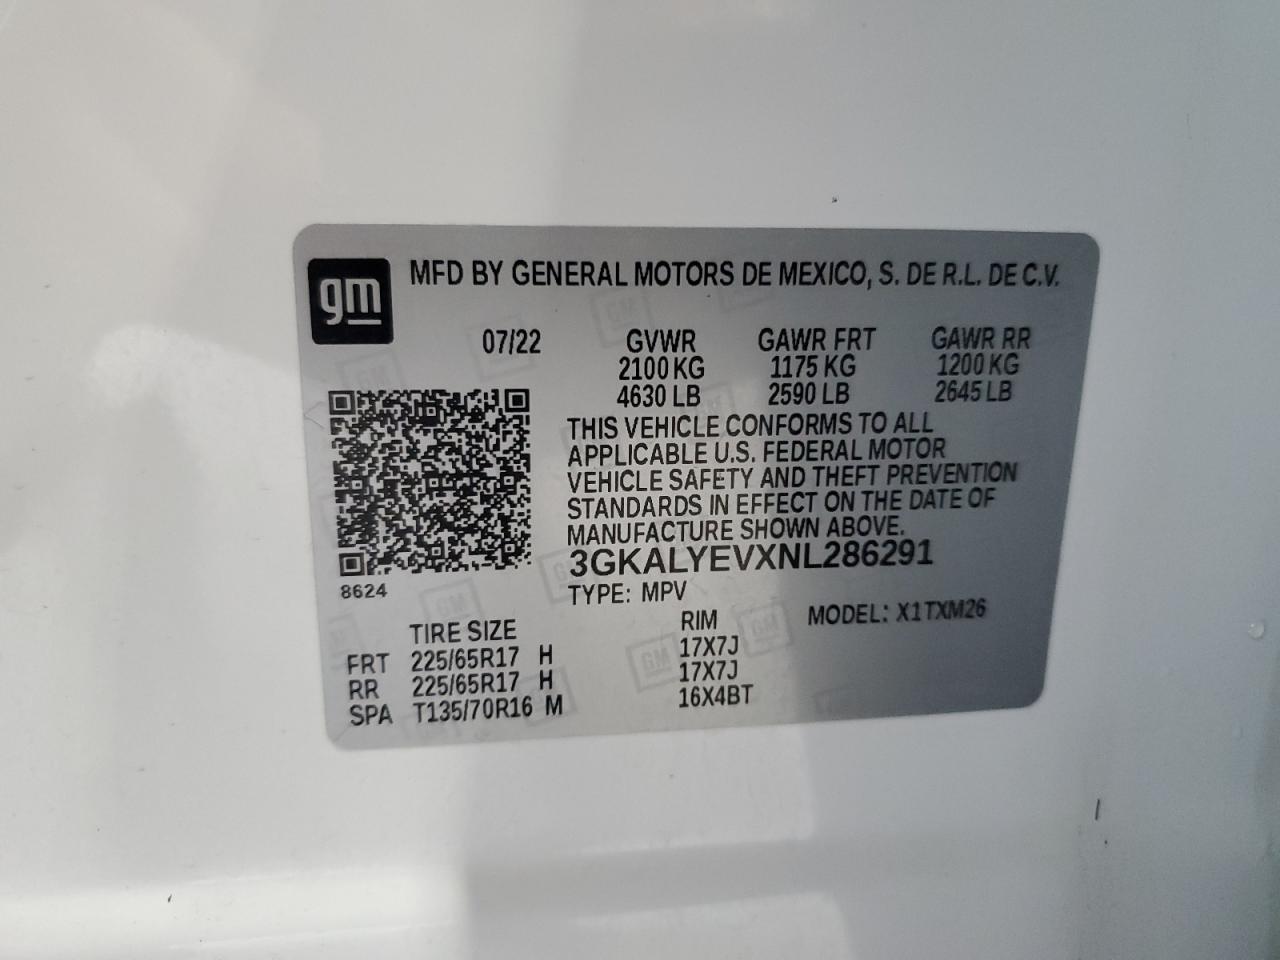 gm MFD BY GENERAL MOTORS DE MEXICO, S. DE R.L. DE C.V.
07/22 GVWR GAWR FRT GAWR RR
2100 KG 1175 KG 1200 KG
4630 LB 2590 LB 2645 LB
THIS VEHICLE CONFORMS TO ALL
APPLICABLE U.S. FEDERAL MOTOR
VEHICLE SAFETY AND THEFT PREVENTION
STANDARDS IN EFFECT ON THE DATE OF
MANUFACTURE SHOWN ABOVE.
3GKALYEVXNL286291
8624
TYPE: MPV
MODEL: X1TXM26
TIRE SIZE RIM
FRT 225/65R17 H 17X7J
RR 225/65R17 H 17X7J
SPA T135/70R16 M 16X4BT